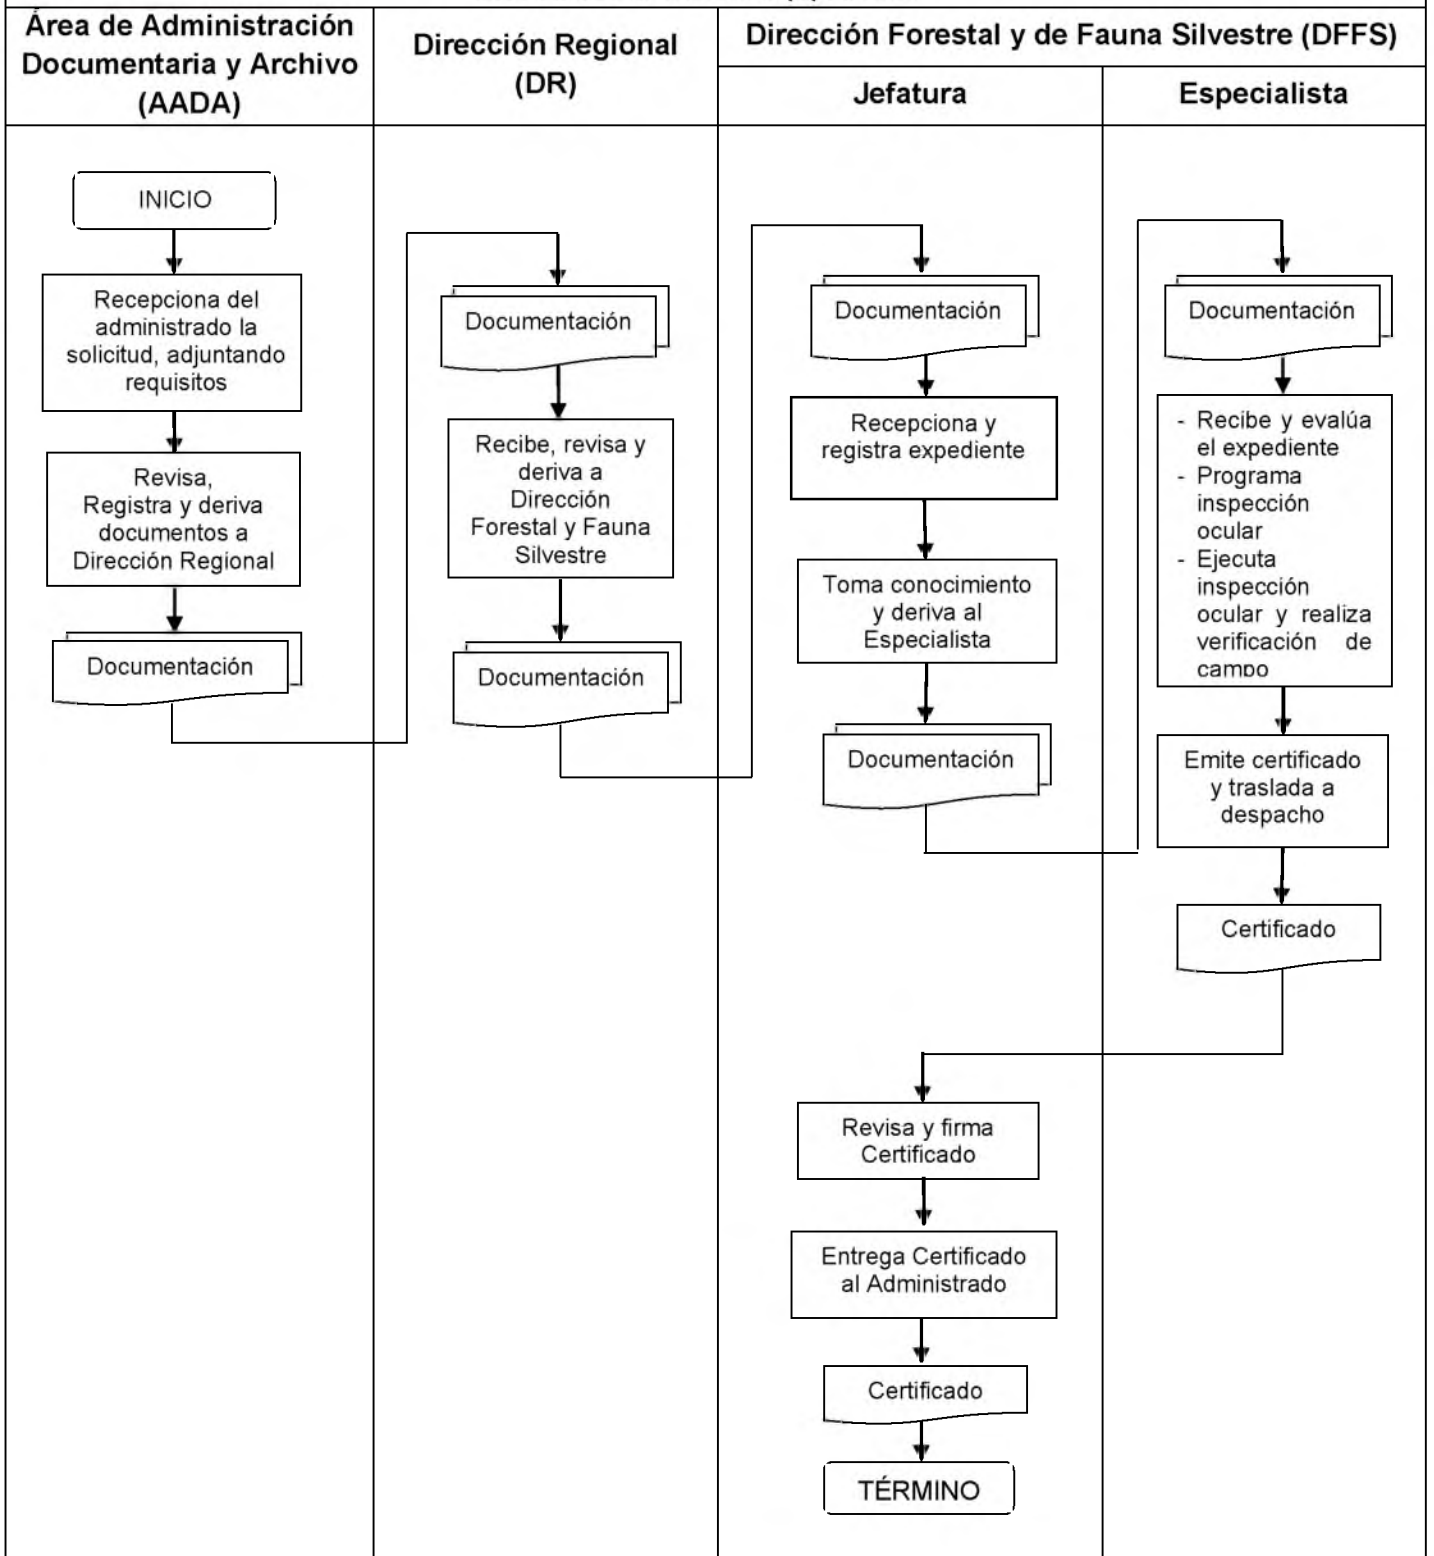 Área de Administración
Documentaria y Archivo
(AADA)
Dirección Regional
(DR)
Dirección Forestal y de Fauna Silvestre (DFFS)
Jefatura
Especialista
INICIO
Recepciona del
administrado la
solicitud, adjuntando
requisitos
Revisa,
Registra y deriva
documentos a
Dirección Regional
Documentación
Documentación
Recibe, revisa y
deriva a
Dirección
Forestal y Fauna
Silvestre
Documentación
Documentación
Recepciona y
registra expediente
Toma conocimiento
y deriva al
Especialista
Documentación
Documentación
- Recibe y evalúa
el expediente
- Programa
inspección
ocular
- Ejecuta
inspección
ocular y realiza
verificación de
campo
Emite certificado
y traslada a
despacho
Certificado
Revisa y firma
Certificado
Entrega Certificado
al Administrado
Certificado
TÉRMINO